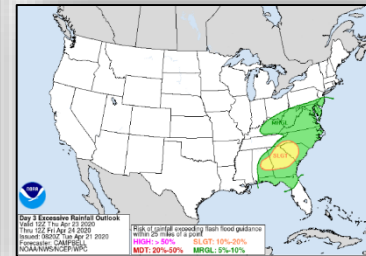 MRGL
SLGT
NOAA
Day 3 Excessive Rainfall Outlook
Valid 12Z Thu Apr 23 2020
Thru 12Z Fri Apr 24 2020
Issued: 0820Z Tue Apr 21 2020
Forecaster: CAMPBELL
NOAA/NWS/NCEP/WPC
Risk of rainfall exceeding flash flood guidance
within 25 miles of a point
HIGH: > 50% SLGT: 10%-20%
MDT: 20%-50% MRGL: 5%-10%